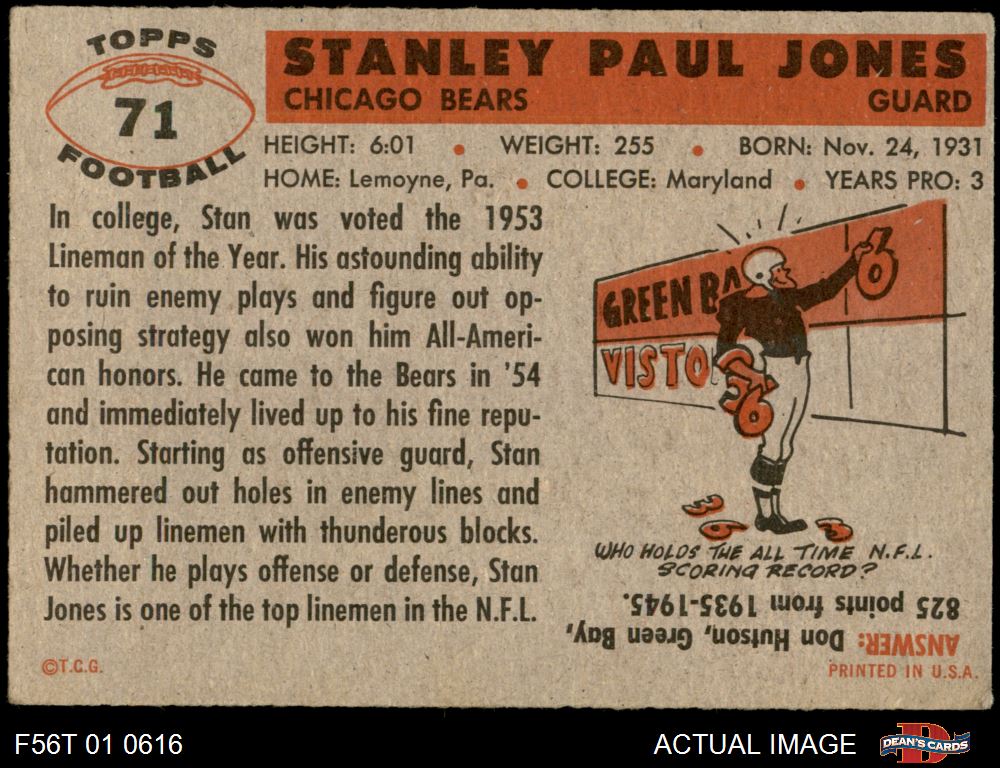 TOPPS
71
FOOTBALL
STANLEY PAUL JONES
CHICAGO BEARS GUARD
HEIGHT: 6:01 • WEIGHT: 255 • BORN: Nov. 24, 1931
HOME: Lemoyne, Pa. • COLLEGE: Maryland • YEARS PRO: 3
In college, Stan was voted the 1953
Lineman of the Year. His astounding ability
to ruin enemy plays and figure out op-
posing strategy also won him All-Ameri-
can honors. He came to the Bears in '54
and immediately lived up to his fine repu-
tation. Starting as offensive guard, Stan
hammered out holes in enemy lines and
piled up linemen with thunderous blocks.
Whether he plays offense or defense, Stan
Jones is one of the top linemen in the N.F.L.
©T.C.G.
GREEN BA
6
VISTO
3
36
3
6
3
WHO HOLDS THE ALL TIME N.F.L.
SCORING RECORD?
ANSWER: Don Hutson, Green Bay,
825 points from 1935-1945.
PRINTED IN U.S.A.
F56T 01 0616
ACTUAL IMAGE
D
DEAN'S CARDS